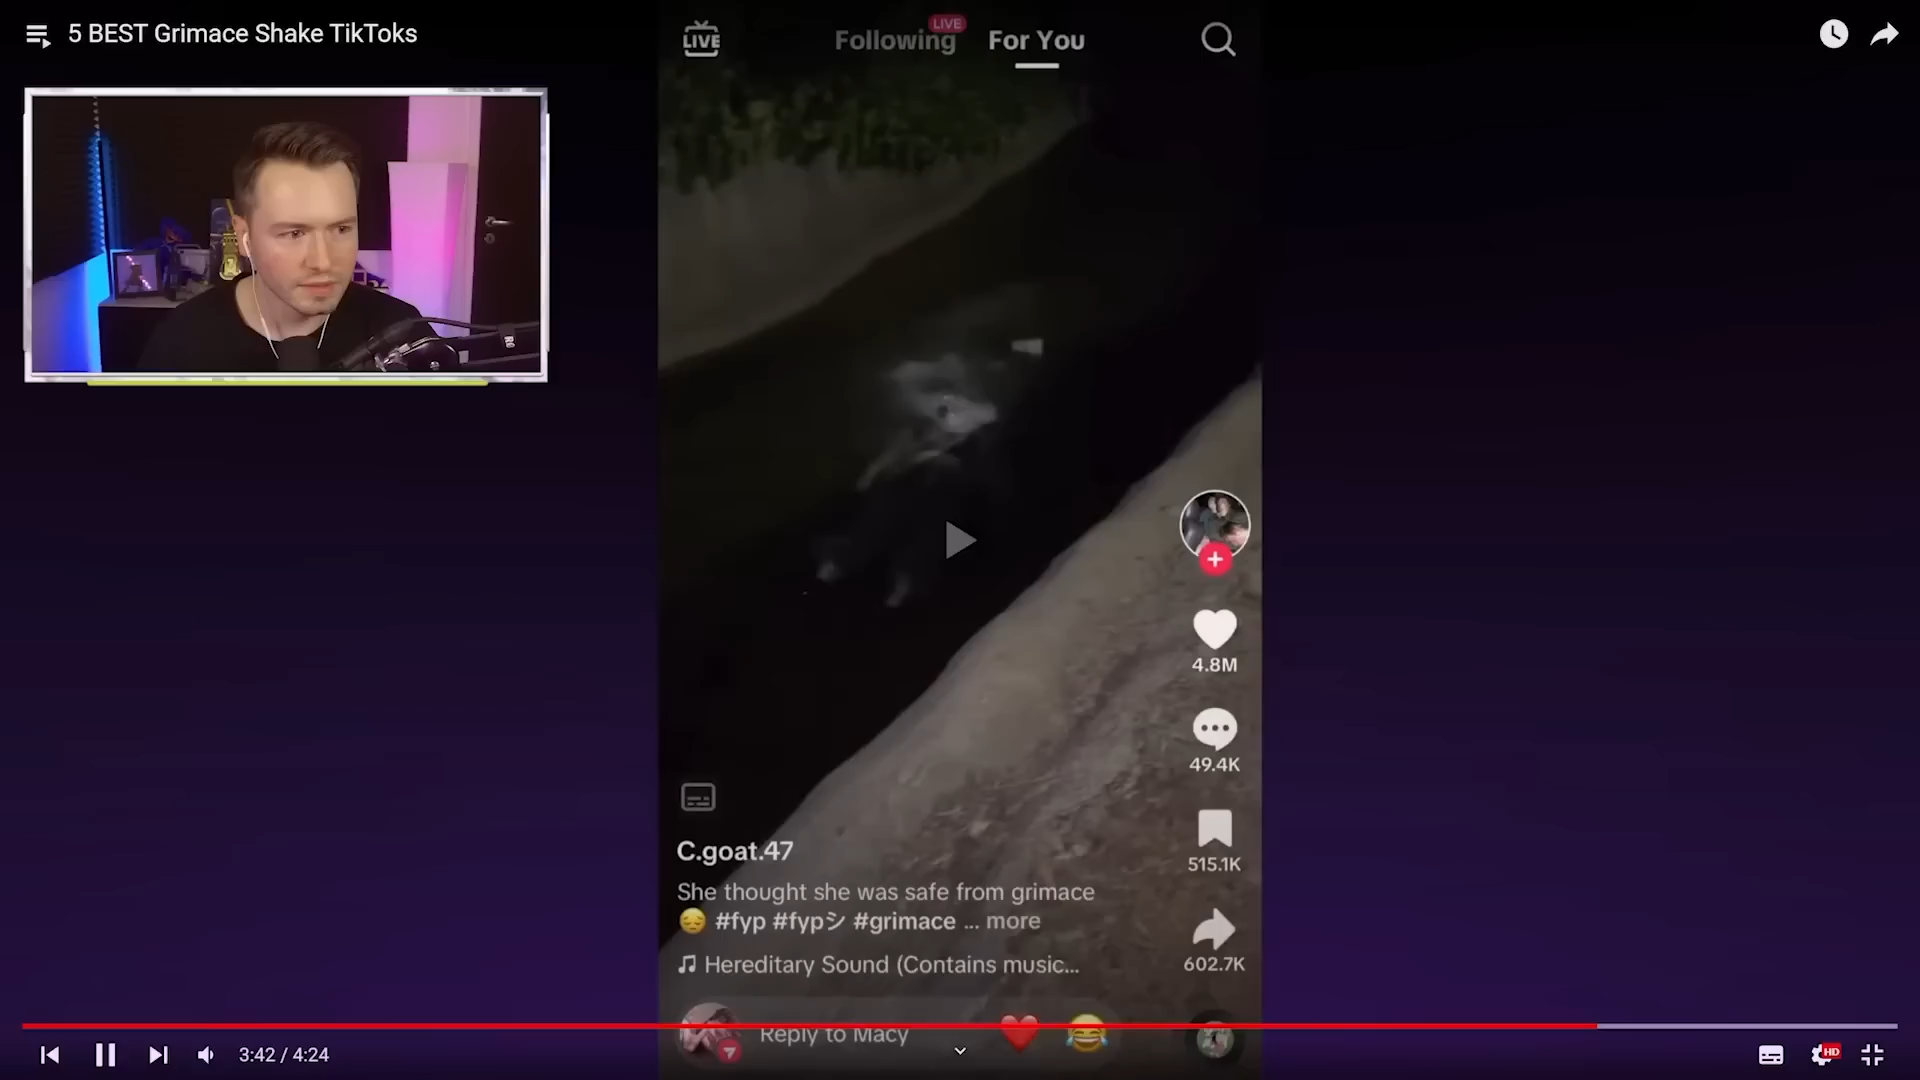 5 BEST Grimace Shake TikToks
LIVE
Following
LIVE
For You
4.8M
49.4K
515.1K
602.7K
C.goat.47
She thought she was safe from grimace
😔 #fyp #fypシ #grimace ... more
Hereditary Sound (Contains music...
Reply to Macy
3:42 / 4:24
HD